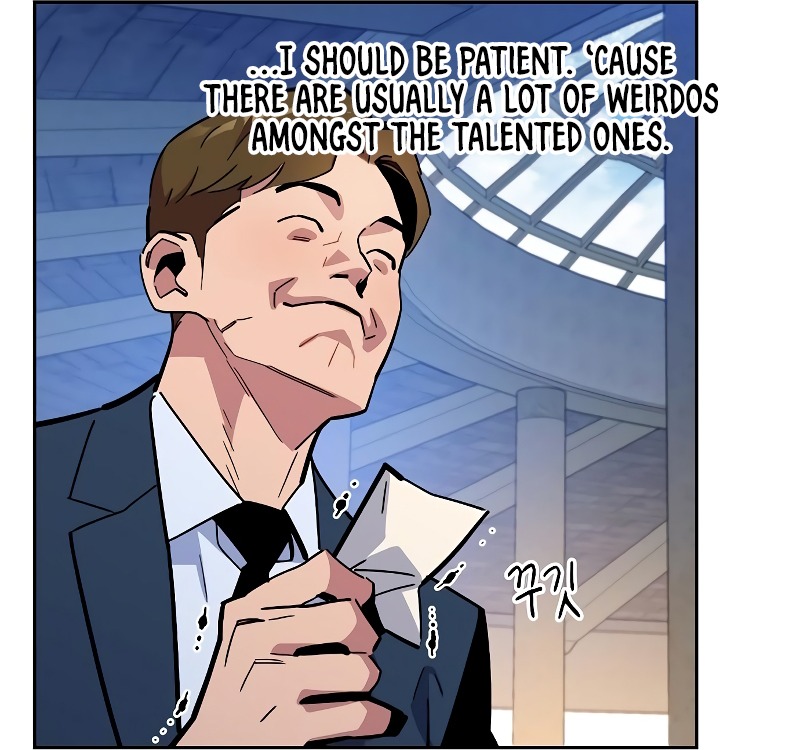 ...I SHOULD BE PATIENT. 'CAUSE
THERE ARE USUALLY A LOT OF WEIRDOS
AMONGST THE TALENTED ONES.
꾸깃